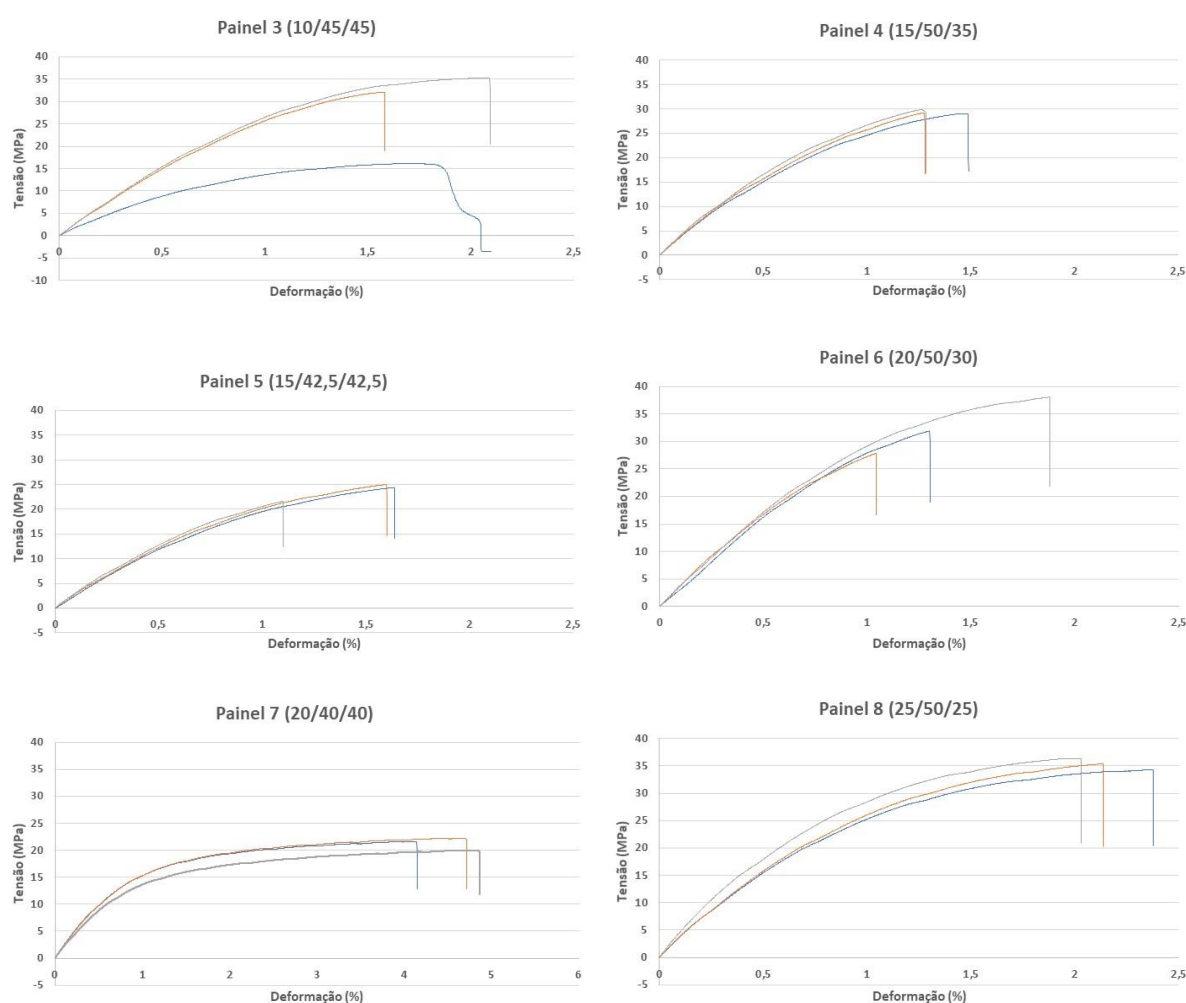 Painel 3 (10/45/45)
40
35
30
25
20
15
10
5
0
-5
-10
Tensão (MPa)
0 0,5 1 1,5 2 2,5
Deformação (%)
Painel 4 (15/50/35)
40
35
30
25
20
15
10
5
0
-5
Tensão (MPa)
0 0,5 1 1,5 2 2,5
Deformação (%)
Painel 5 (15/42,5/42,5)
40
35
30
25
20
15
10
5
0
-5
Tensão (MPa)
0 0,5 1 1,5 2 2,5
Deformação (%)
Painel 6 (20/50/30)
40
35
30
25
20
15
10
5
0
Tensão (MPa)
0 0,5 1 1,5 2 2,5
Deformação (%)
Painel 7 (20/40/40)
40
35
30
25
20
15
10
5
0
Tensão (MPa)
0 1 2 3 4 5 6
Deformação (%)
Painel 8 (25/50/25)
40
35
30
25
20
15
10
5
0
Tensão (MPa)
0 0,5 1 1,5 2 2,5
Deformação (%)